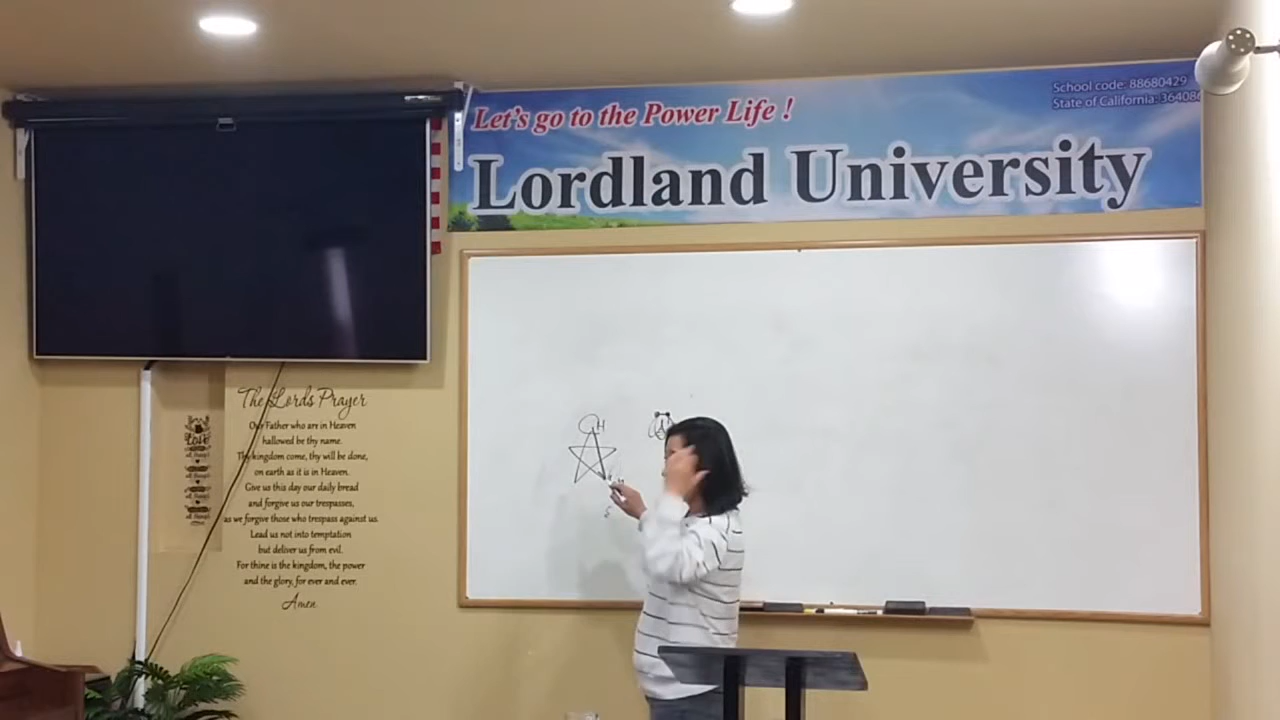 School code: 88680429
State of California: 36408
Let's go to the Power Life !
Lordland University
The Lords Prayer
Our Father who are in Heaven
hallowed be thy name.
Thy kingdom come, thy will be done,
on earth as it is in Heaven.
Give us this day our daily bread
and forgive us our trespasses,
as we forgive those who trespass against us.
Lead us not into temptation
but deliver us from evil.
For thine is the kingdom, the power
and the glory, for ever and ever.
Amen
H
A